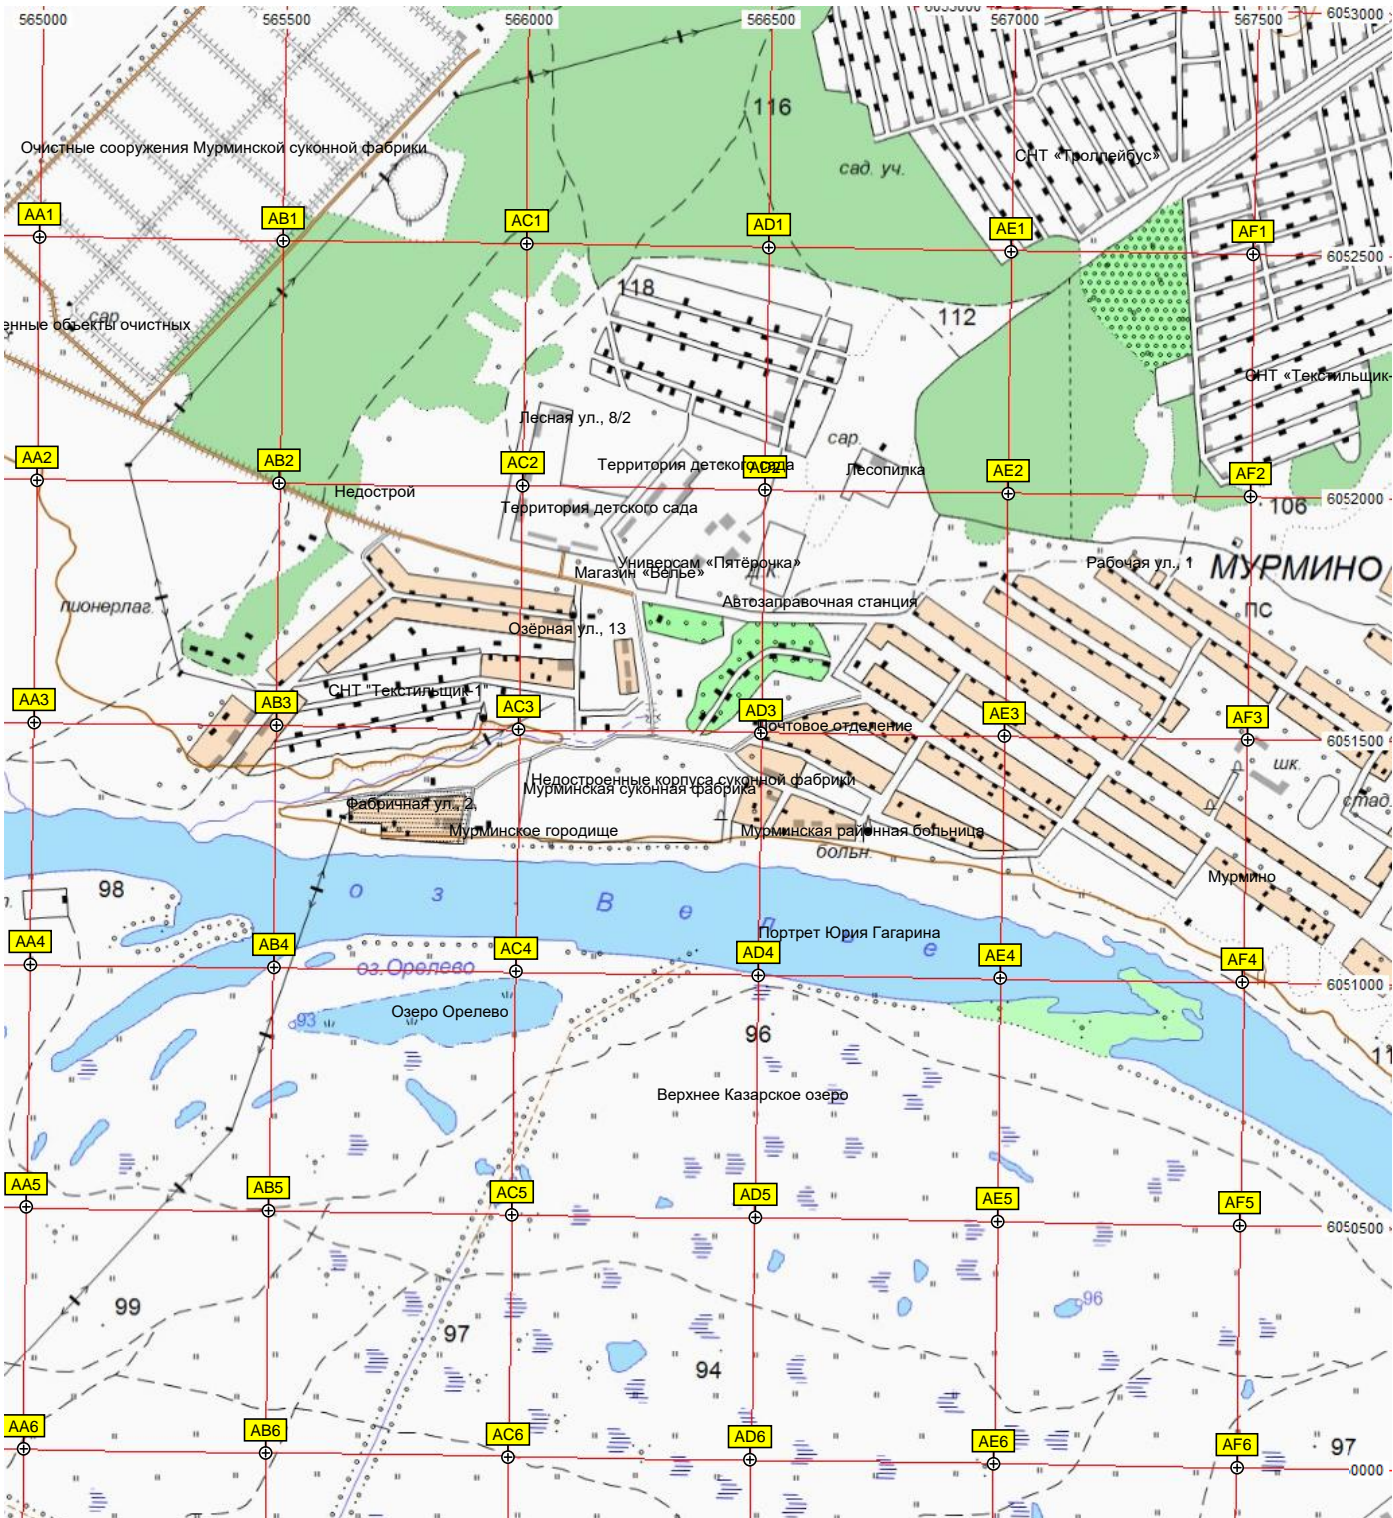 565000 565500 566000 566500 567000 567500 6053000
116
Очистные сооружения Мурминской суконной фабрики
СНТ «Троллейбус»
сад. уч.
AA1 AB1 AC1 AD1 AE1 AF1
6052500
118
112
сар
енные объекты очистных
СНТ «Текстильщик-
Лесная ул., 8/2
сар.
Территория детского сада
Лесопилка
AA2 AB2 AC2 AD2 AE2 AF2
Недострой
6052000
106
Территория детского сада
Универсам «Пятёрочка»
Рабочая ул., 1
МУРМИНО
Магазин «Велье»
Автозаправочная станция
пионерлаг.
ПС
Озёрная ул., 13
СНТ "Текстильщик-1"
AA3 AB3 AC3 AD3 AE3 AF3
Почтовое отделение
6051500
шк.
Недостроенные корпуса суконной фабрики
Мурминская суконная фабрика
Фабричная ул., 2
стад.
Мурминское городище
Мурминская районная больница
больн.
Мурмино
98
о з . В е л ь е
Портрет Юрия Гагарина
AA4 AB4 AC4 AD4 AE4 AF4
оз.Орелево
6051000
Озеро Орелево
93
96
11
Верхнее Казарское озеро
AA5 AB5 AC5 AD5 AE5 AF5
6050500
99
96
97
94
AA6 AB6 AC6 AD6 AE6 AF6
97
0000